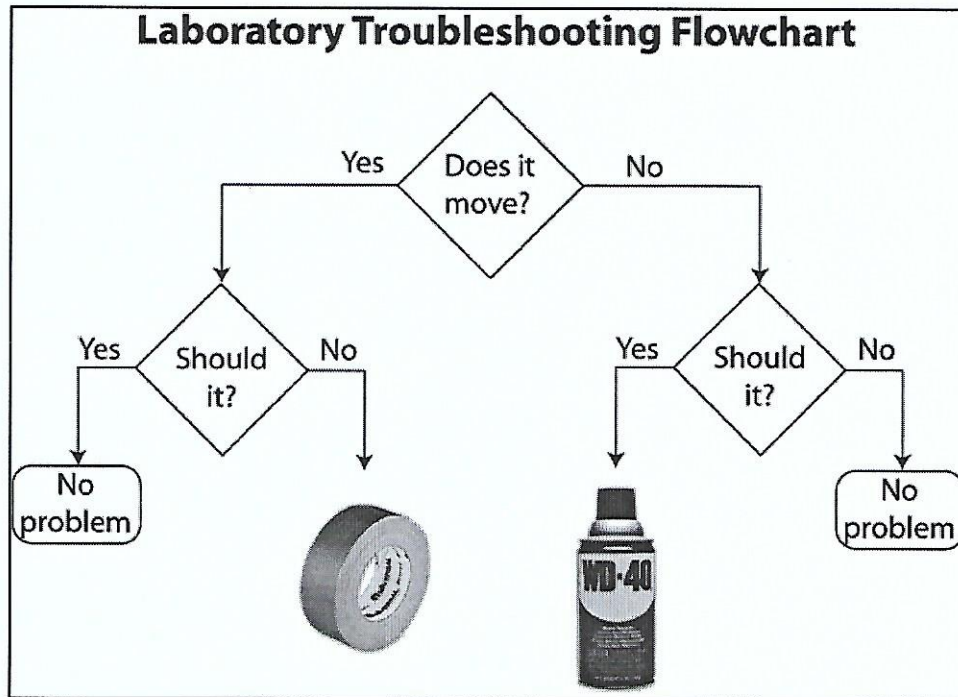 Laboratory Troubleshooting Flowchart
Yes
Does it
move?
No
Yes
Should
it?
No
Yes
Should
it?
No
No
problem
WD-40
No
problem